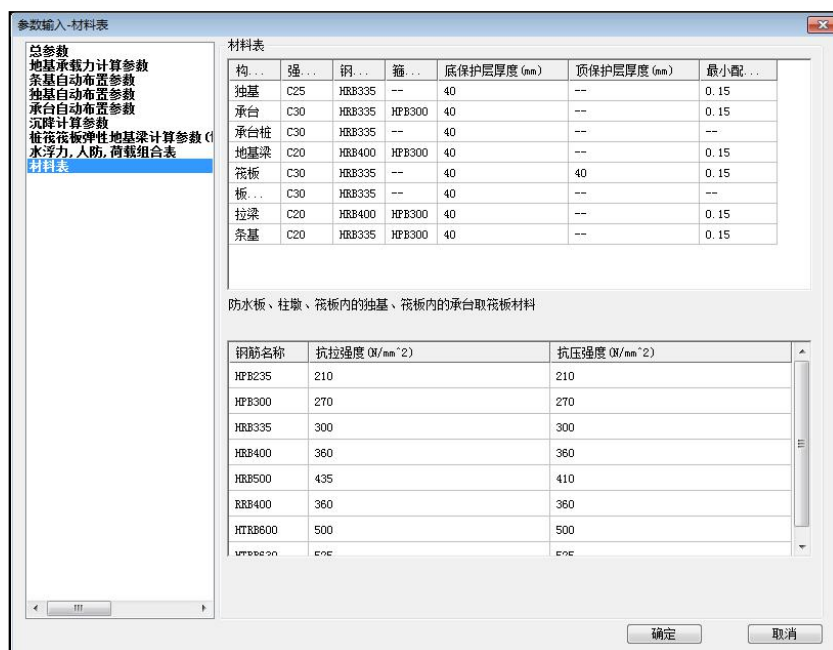 参数输入-材料表
总参数
地基承载力计算参数
条基自动布置参数
独基自动布置参数
承台自动布置参数
沉降计算参数
桩筏筏板弹性地基梁计算参数(
水浮力,人防,荷载组合表
材料表
材料表
构... 强... 钢... 箍... 底保护层厚度(mm) 顶保护层厚度(mm) 最小配...
独基 C25 HRB335 -- 40 -- 0.15
承台 C30 HRB335 HPB300 40 -- 0.15
承台桩 C30 HRB335 -- 40 -- --
地基梁 C20 HRB400 HPB300 40 -- 0.15
筏板 C30 HRB335 -- 40 40 0.15
板... C30 HRB335 -- 40 -- --
拉梁 C20 HRB400 HPB300 40 -- 0.15
条基 C20 HRB335 HPB300 40 -- 0.15
防水板、柱墩、筏板内的独基、筏板内的承台取筏板材料
钢筋名称 抗拉强度(N/mm^2) 抗压强度(N/mm^2)
HPB235 210 210
HPB300 270 270
HRB335 300 300
HRB400 360 360
HRB500 435 410
RRB400 360 360
HTRB600 500 500
HTRB630 525 525
确定 取消